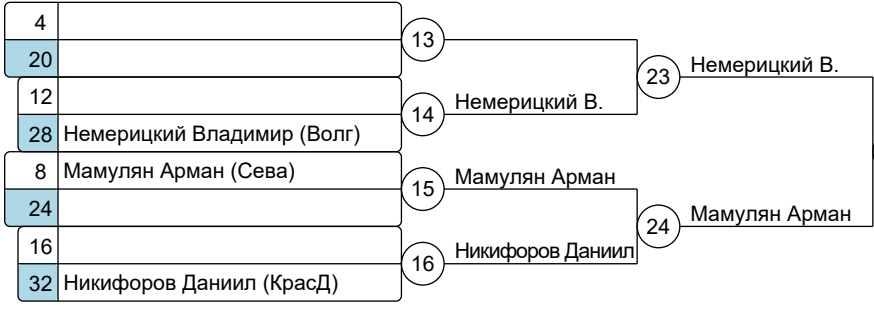 4
13
20
23
Немерицкий В.
12
14
Немерицкий В.
28 Немерицкий Владимир (Волг)
8 Мамулян Арман (Сева)
15
Мамулян Арман
24
24
Мамулян Арман
16
16
Никифоров Даниил
32 Никифоров Даниил (КрасД)